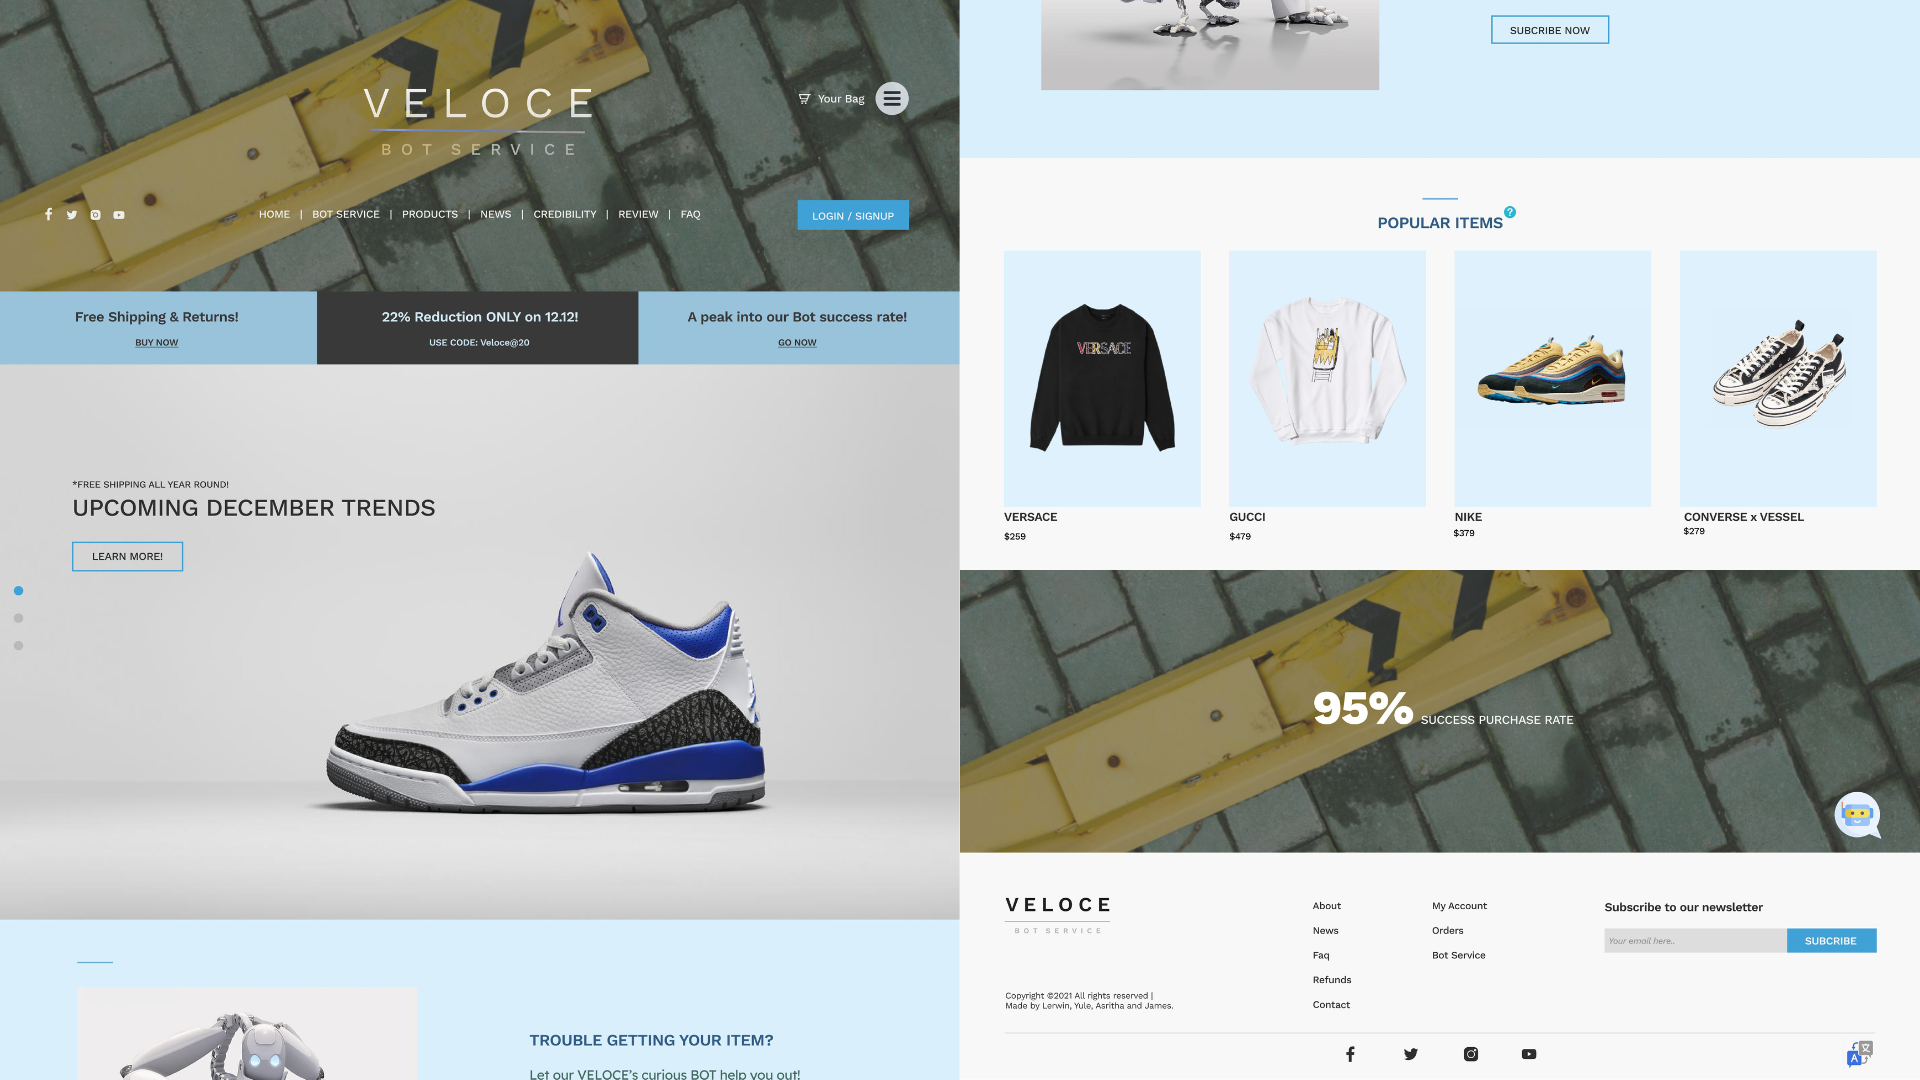 VELOCE
BOT SERVICE
Your Bag
HOME | BOT SERVICE | PRODUCTS | NEWS | CREDIBILITY | REVIEW | FAQ
LOGIN / SIGNUP
Free Shipping & Returns!
BUY NOW
22% Reduction ONLY on 12.12!
USE CODE: Veloce@20
A peak into our Bot success rate!
GO NOW
*FREE SHIPPING ALL YEAR ROUND!
UPCOMING DECEMBER TRENDS
LEARN MORE!
TROUBLE GETTING YOUR ITEM?
Let our VELOCE's curious BOT help you out!
SUBCRIBE NOW
POPULAR ITEMS
?
VERSACE
VERSACE
$259
GUCCI
$479
NIKE
$379
CONVERSE x VESSEL
$279
95% SUCCESS PURCHASE RATE
VELOCE
BOT SERVICE
Copyright ©2021 All rights reserved |
Made by Lerwin, Yule, Asritha and James.
About
News
Faq
Refunds
Contact
My Account
Orders
Bot Service
Subscribe to our newsletter
Your email here..
SUBCRIBE
A